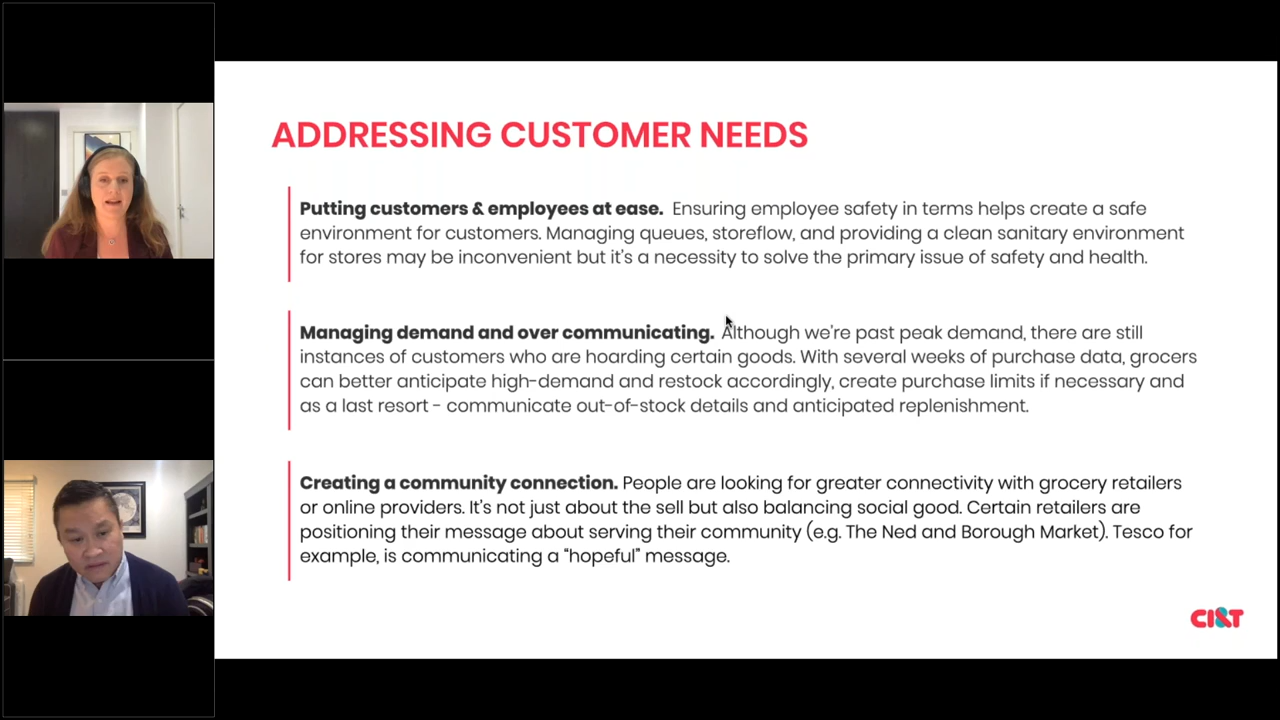 ADDRESSING CUSTOMER NEEDS
Putting customers & employees at ease. Ensuring employee safety in terms helps create a safe
environment for customers. Managing queues, storeflow, and providing a clean sanitary environment
for stores may be inconvenient but it's a necessity to solve the primary issue of safety and health.
Managing demand and over communicating. Although we're past peak demand, there are still
instances of customers who are hoarding certain goods. With several weeks of purchase data, grocers
can better anticipate high-demand and restock accordingly, create purchase limits if necessary and
as a last resort - communicate out-of-stock details and anticipated replenishment.
Creating a community connection. People are looking for greater connectivity with grocery retailers
or online providers. It's not just about the sell but also balancing social good. Certain retailers are
positioning their message about serving their community (e.g. The Ned and Borough Market). Tesco for
example, is communicating a “hopeful” message.
CI&T